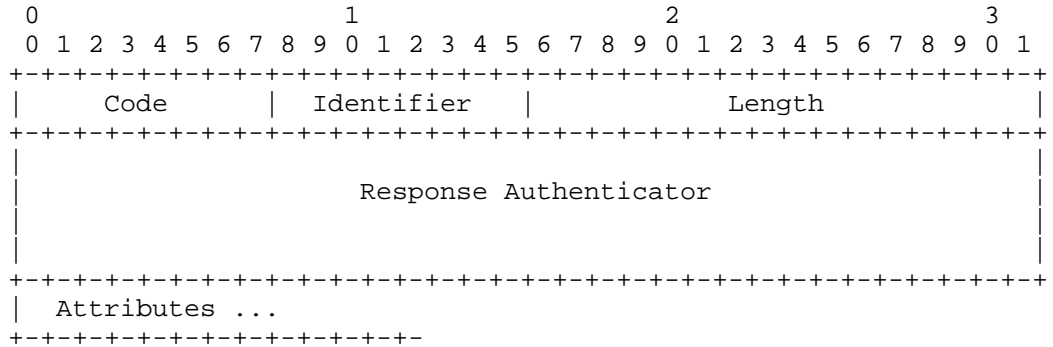 0                   1                   2                   3
 0 1 2 3 4 5 6 7 8 9 0 1 2 3 4 5 6 7 8 9 0 1 2 3 4 5 6 7 8 9 0 1
+-+-+-+-+-+-+-+-+-+-+-+-+-+-+-+-+-+-+-+-+-+-+-+-+-+-+-+-+-+-+-+-+
|     Code      |  Identifier   |            Length             |
+-+-+-+-+-+-+-+-+-+-+-+-+-+-+-+-+-+-+-+-+-+-+-+-+-+-+-+-+-+-+-+-+
|                                                               |
|                     Response Authenticator                    |
|                                                               |
|                                                               |
+-+-+-+-+-+-+-+-+-+-+-+-+-+-+-+-+-+-+-+-+-+-+-+-+-+-+-+-+-+-+-+-+
|  Attributes ...
+-+-+-+-+-+-+-+-+-+-+-+-+-